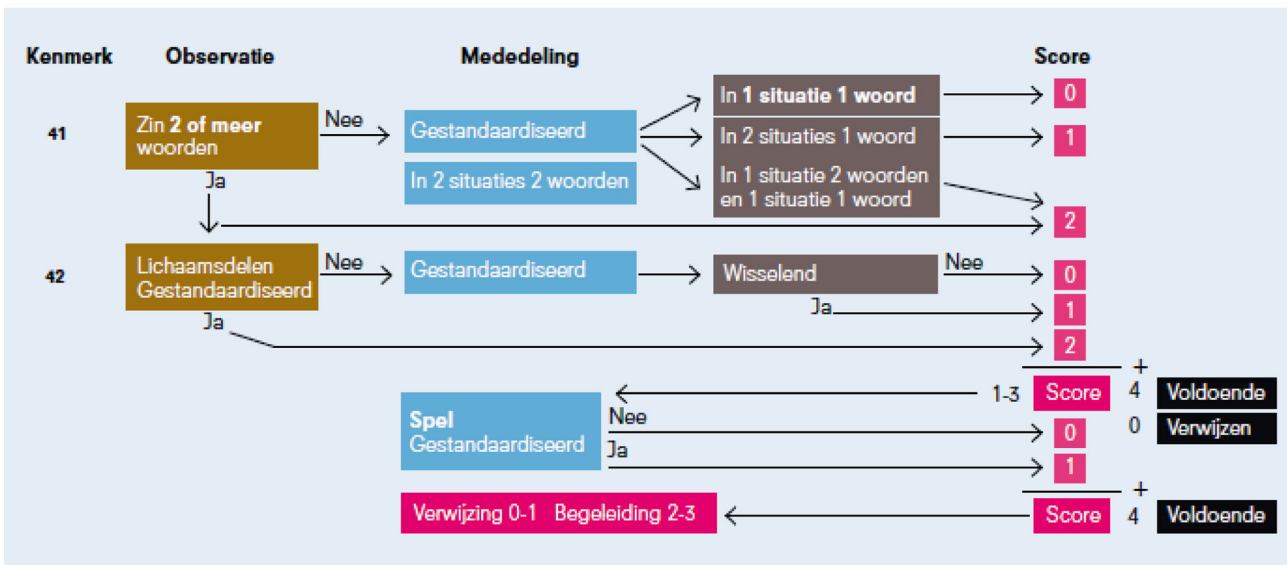 Kenmerk Observatie Mededeling Score
In 1 situatie 1 woord 0
41 Zin 2 of meer woorden Nee Gestandaardiseerd In 2 situaties 1 woord 1
Ja In 2 situaties 2 woorden In 1 situatie 2 woorden en 1 situatie 1 woord
2
42 Lichaamsdelen Gestandaardiseerd Nee Gestandaardiseerd Wisselend Nee 0
Ja 1
Ja 2
+
1-3 Score 4 Voldoende
Spel Gestandaardiseerd Nee 0 0 Verwijzen
Ja 1
+
Verwijzing 0-1 Begeleiding 2-3 Score 4 Voldoende